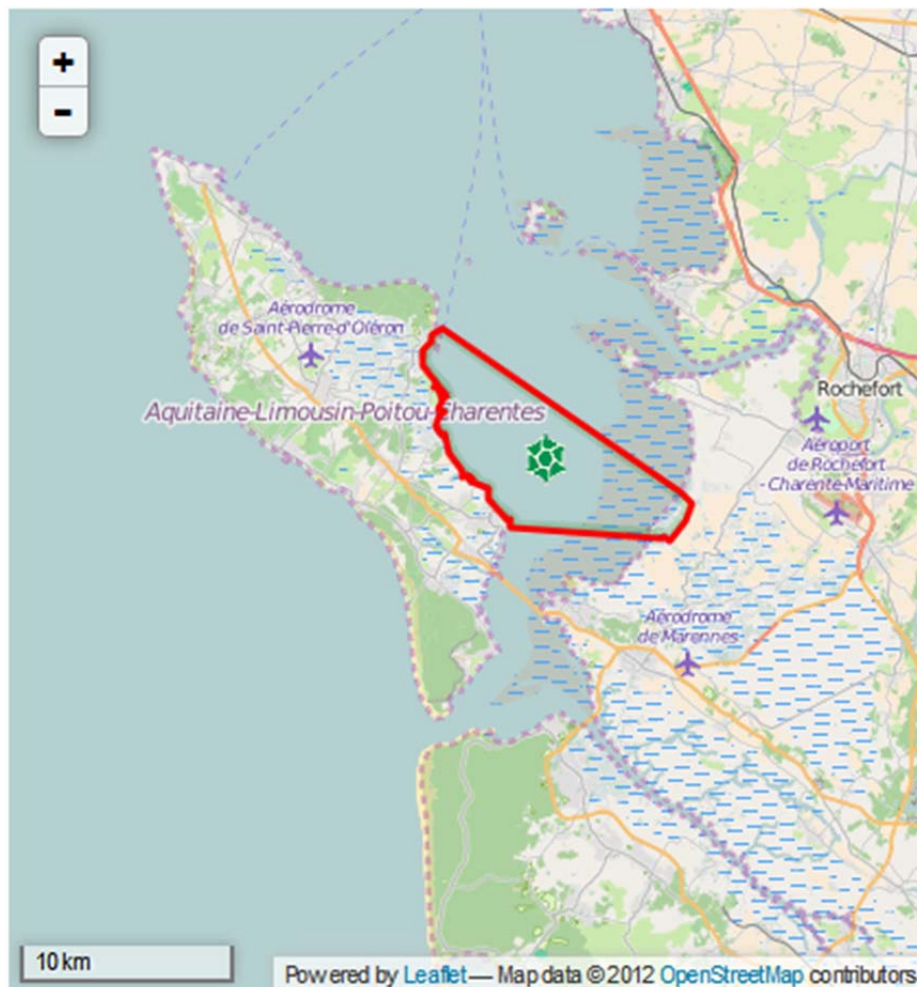 +
-
Aérodrome
de Saint-Pierre-d'Oléron
Rochefort
Aquitaine-Limousin-Poitou-Charentes
Aéroport
de Rochefort
- Charente-Maritime
Aérodrome
de Marennes
10 km
Powered by Leaflet — Map data © 2012 OpenStreetMap contributors